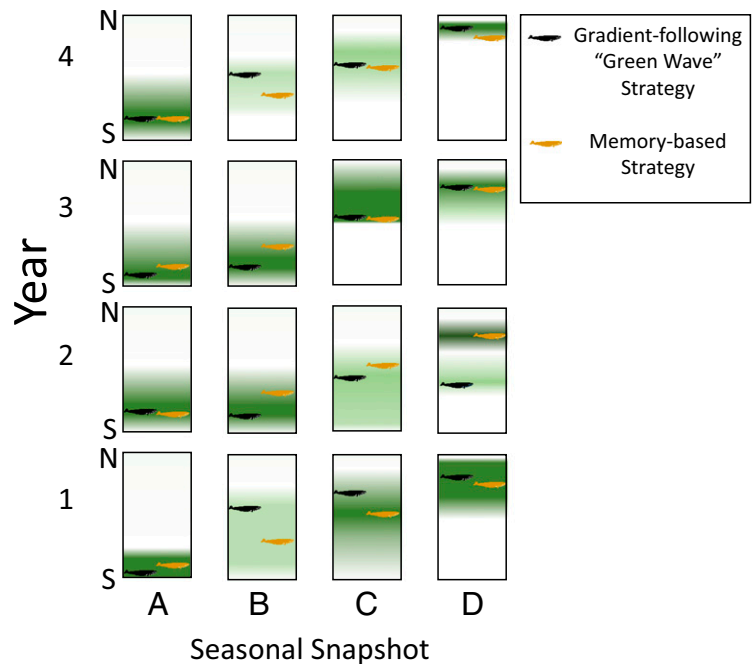 N
4
S
N
3
S
N
2
S
N
1
S
Year
A B C D
Seasonal Snapshot
Gradient-following
“Green Wave”
Strategy
Memory-based
Strategy